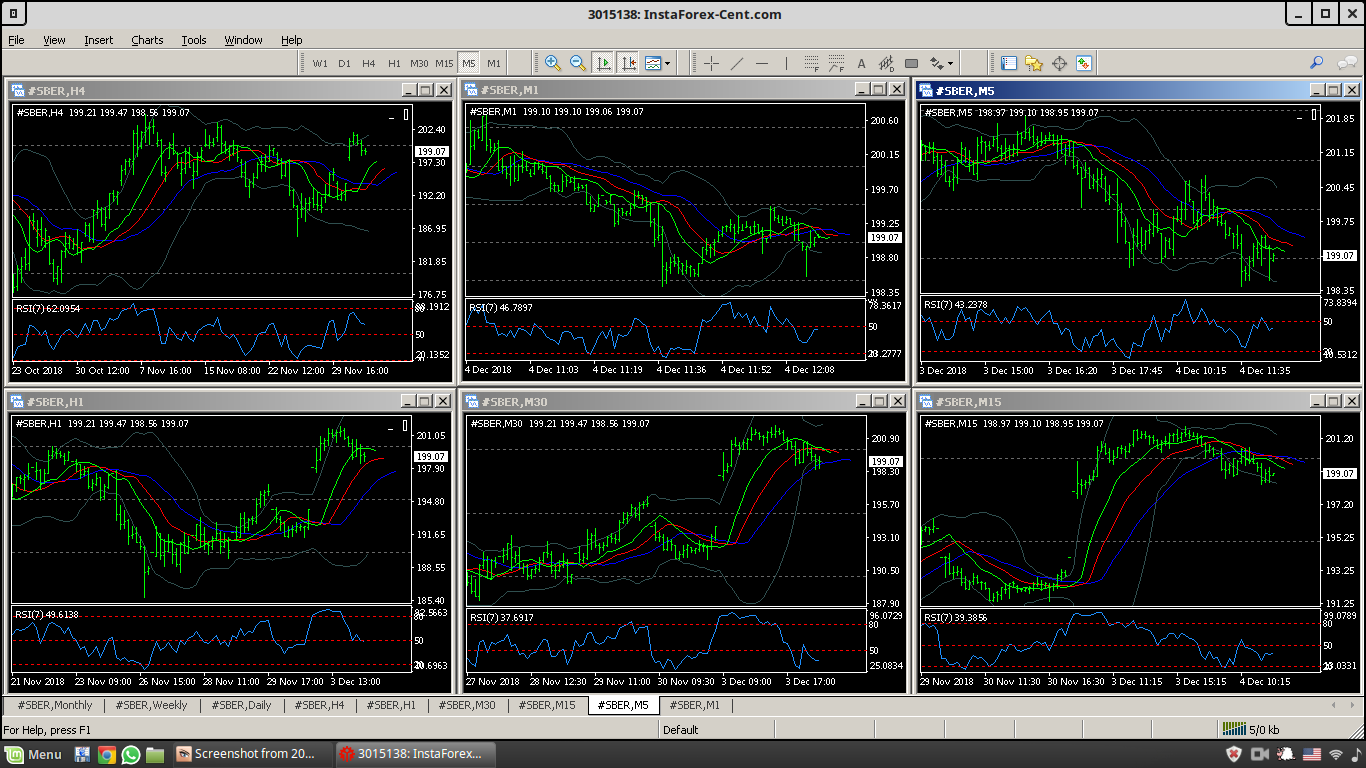 3015138: InstaForex-Cent.com
File View Insert Charts Tools Window Help
W1 D1 H4 H1 M30 M15 M5 M1 A
#SBER,H4
#SBER,H4 199.21 199.47 198.56 199.07
202.40
199.07
197.30
192.20
186.95
181.85
176.75
RSI(7) 62.0954
50
23 Oct 2018 30 Oct 12:00 7 Nov 16:00 15 Nov 08:00 22 Nov 12:00 29 Nov 16:00
#SBER,M1
#SBER,M1 199.10 199.10 199.06 199.07
200.60
200.15
199.70
199.25
199.07
198.80
198.35
RSI(7) 46.7897
78.3617
50
4 Dec 2018 4 Dec 11:03 4 Dec 11:19 4 Dec 11:36 4 Dec 11:52 4 Dec 12:08
#SBER,M5
#SBER,M5 198.97 199.10 198.95 199.07
201.85
201.15
200.45
199.75
199.07
198.35
RSI(7) 43.2378
73.8394
50
3 Dec 2018 3 Dec 15:00 3 Dec 16:20 3 Dec 17:45 4 Dec 10:15 4 Dec 11:35
#SBER,H1
#SBER,H1 199.21 199.47 198.56 199.07
201.05
199.07
197.90
194.80
191.65
188.55
185.40
RSI(7) 49.6138
50
21 Nov 2018 23 Nov 09:00 26 Nov 15:00 28 Nov 11:00 29 Nov 17:00 3 Dec 13:00
#SBER,M30
#SBER,M30 199.21 199.47 198.56 199.07
200.90
199.07
198.30
195.70
193.10
190.50
187.90
RSI(7) 37.6917
96.0729
80
50
25.0834
27 Nov 2018 28 Nov 12:30 29 Nov 11:00 30 Nov 09:30 3 Dec 09:00 3 Dec 17:00
#SBER,M15
#SBER,M15 198.97 199.10 198.95 199.07
201.20
199.07
197.20
195.25
193.25
191.25
RSI(7) 39.3856
99.0789
80
50
29 Nov 2018 30 Nov 11:30 30 Nov 16:30 3 Dec 11:15 3 Dec 15:15 4 Dec 10:15
#SBER,Monthly #SBER,Weekly #SBER,Daily #SBER,H4 #SBER,H1 #SBER,M30 #SBER,M15 #SBER,M5 #SBER,M1
For Help, press F1 Default 5/0 kb
Menu Screenshot from 20... 3015138: InstaForex...